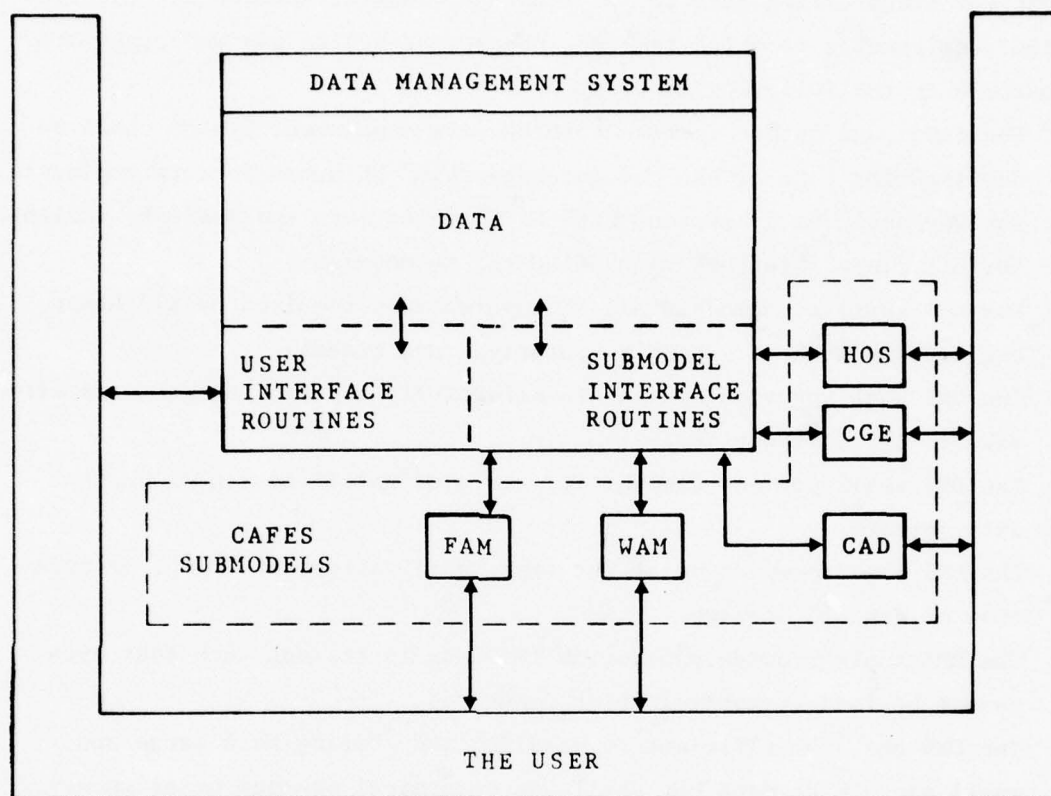 DATA MANAGEMENT SYSTEM
DATA
USER
INTERFACE
ROUTINES
SUBMODEL
INTERFACE
ROUTINES
HOS
CGE
CAFES
SUBMODELS
FAM
WAM
CAD
THE USER